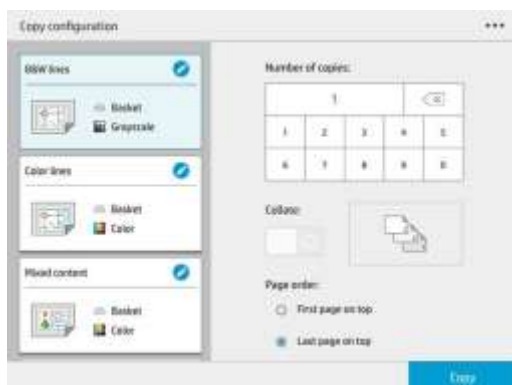 Copy configuration
B&W lines
Basket
Grayscale
Color lines
Basket
Color
Mixed content
Basket
Color
Number of copies:
1
1 2 3 4 5
6 7 8 9 0
Collate:
Page order:
First page on top
Last page on top
Copy